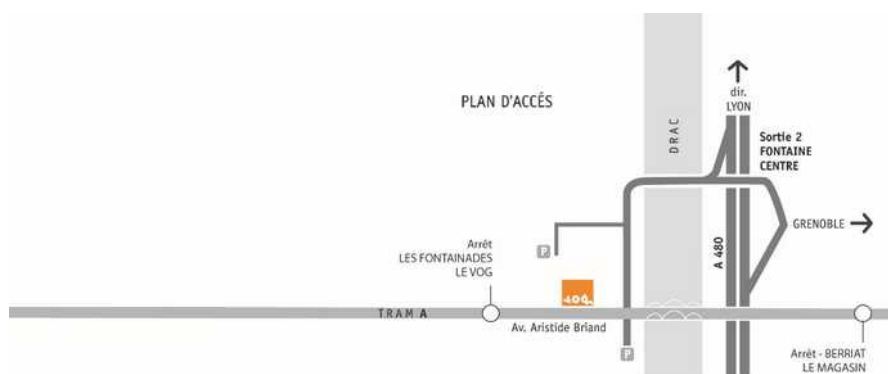 PLAN D'ACCÉS
dir.
LYON
DRAC
Sortie 2
FONTAINE
CENTRE
GRENOBLE
A 480
Arrêt
LES FONTAINADES
LE VOG
P
TRAM A
Av. Aristide Briand
P
Arrêt - BERRIAT
LE MAGASIN